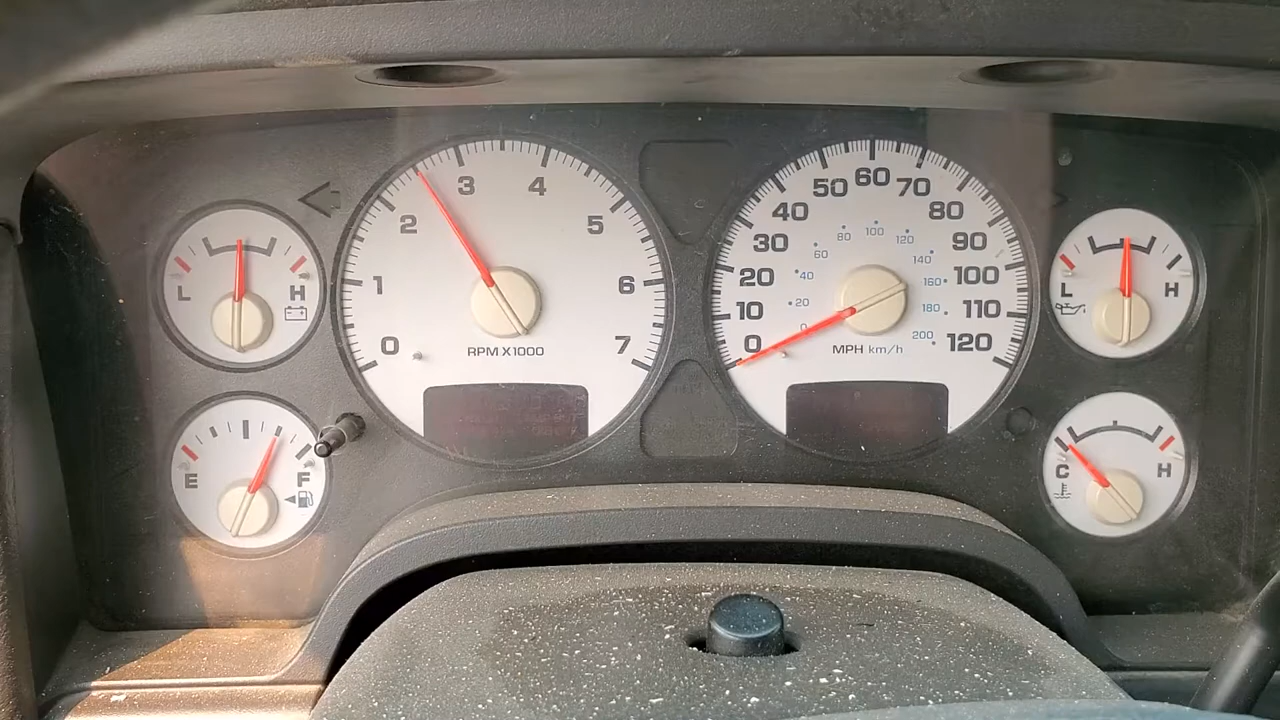 L H
0 1 2 3 4 5 6 7
RPM X1000
0 10 20 30 40 50 60 70 80 90 100 110 120
0 20 40 60 80 100 120 140 160 180 200
MPH km/h
L H
E F
C H